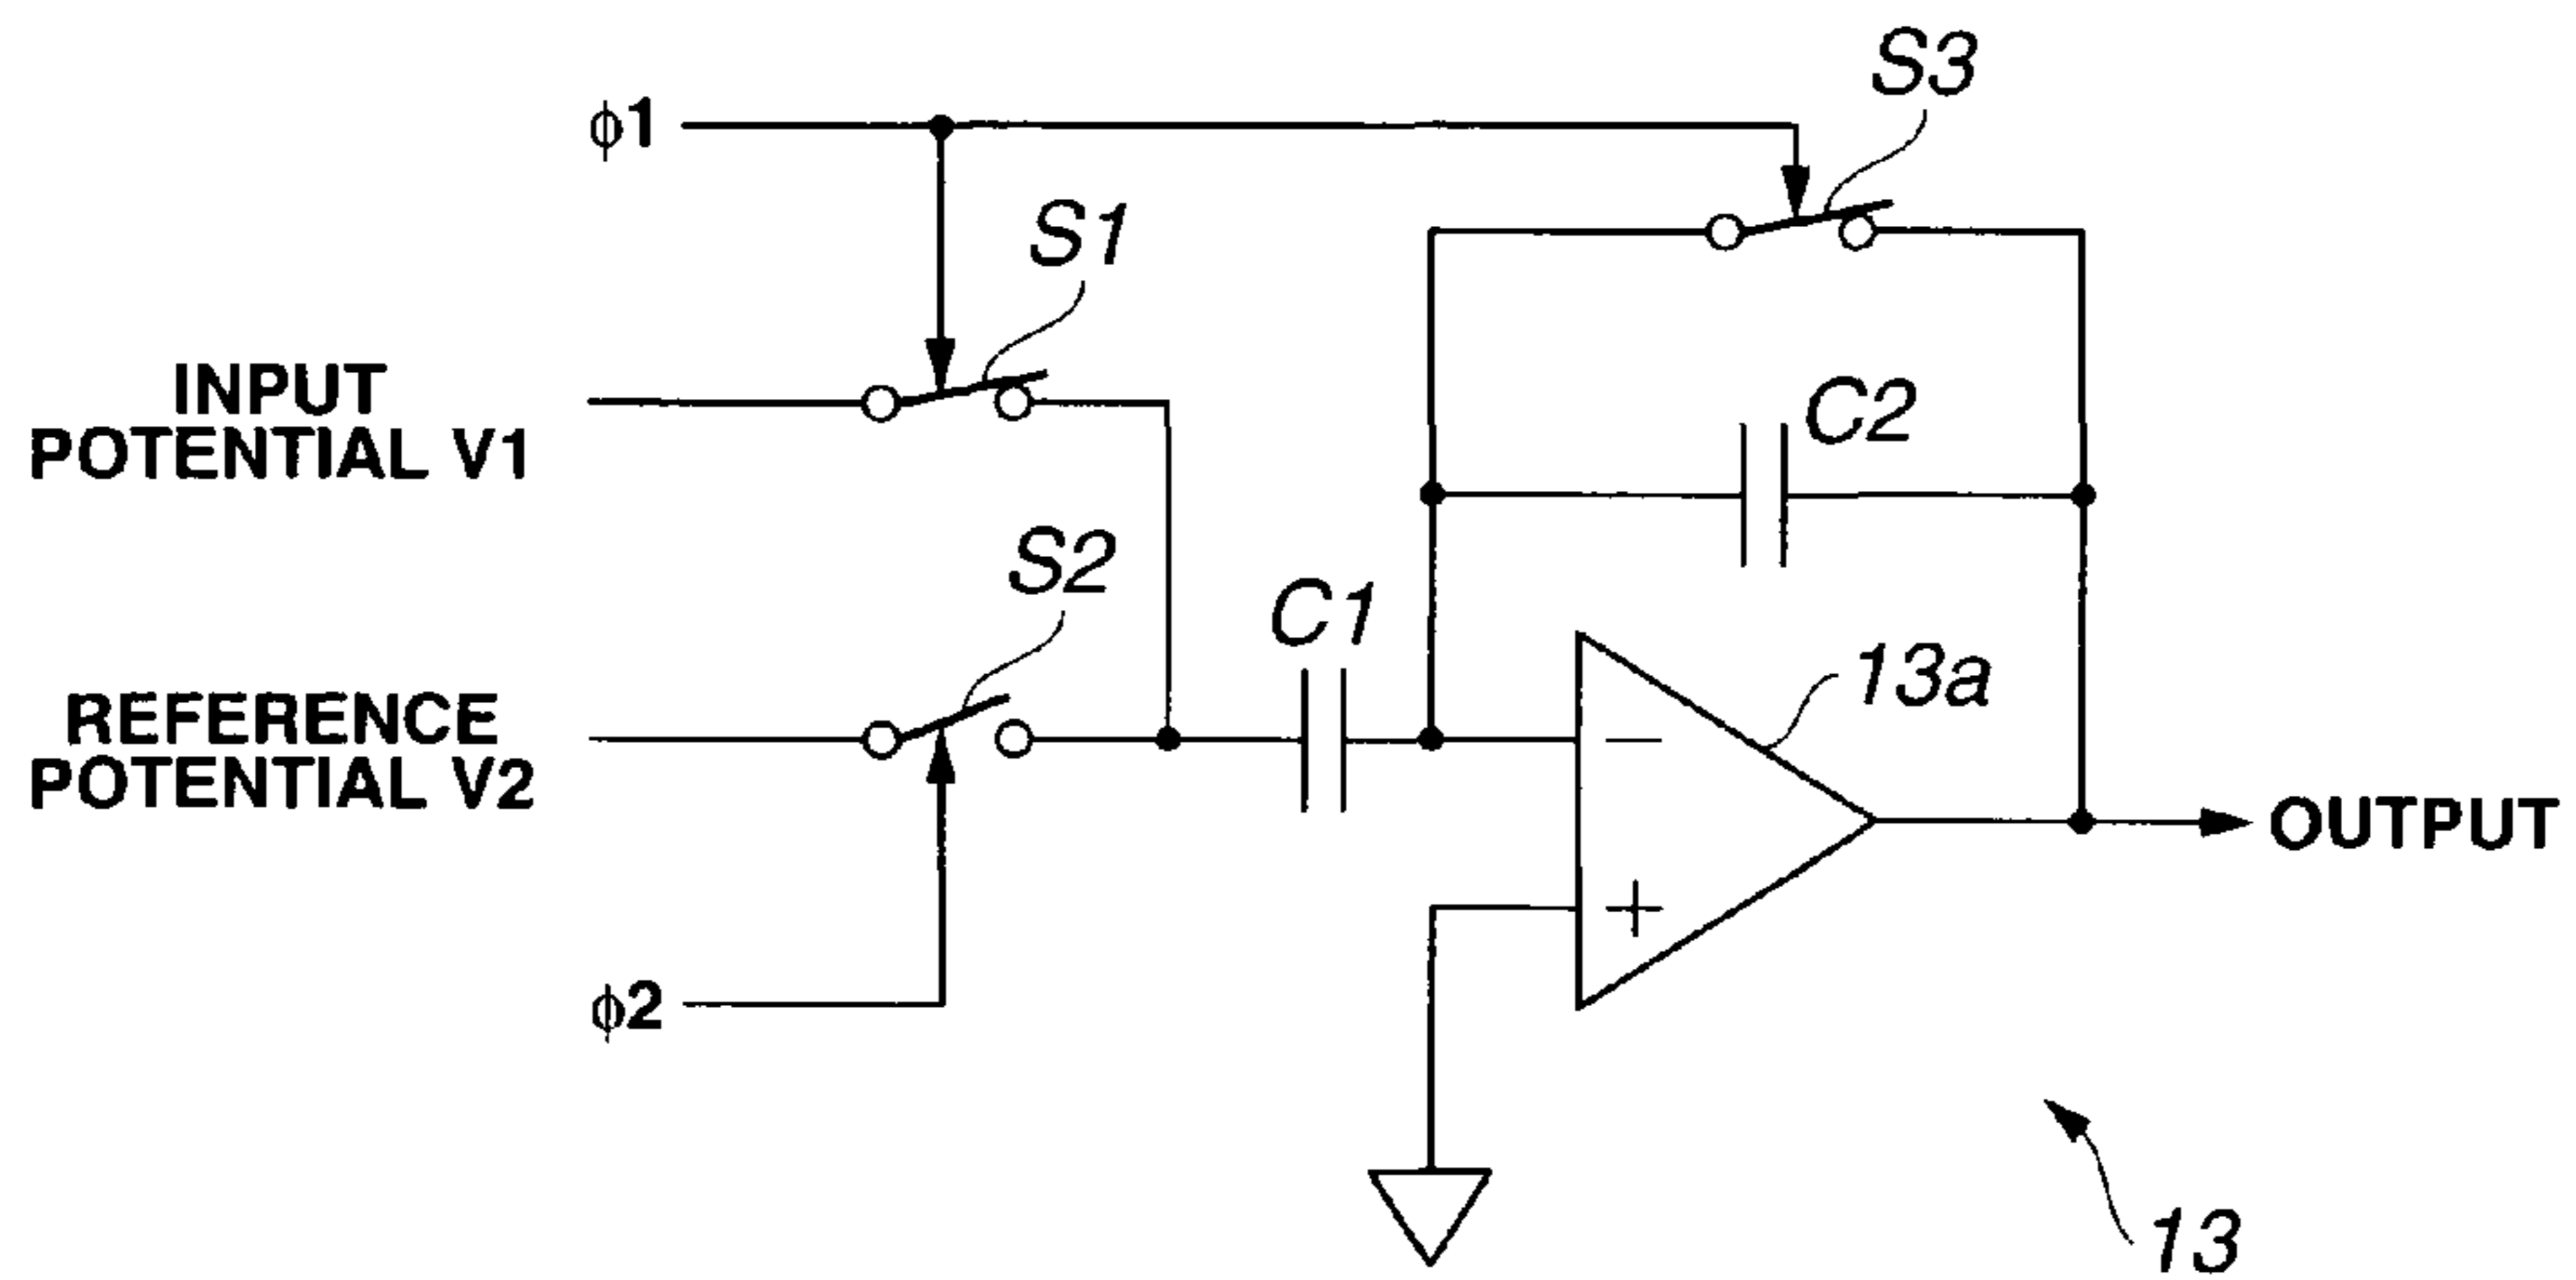 S3
ϕ1
S1
INPUT
POTENTIAL V1
C2
S2
C1
REFERENCE
POTENTIAL V2
13a
−
OUTPUT
+
ϕ2
13